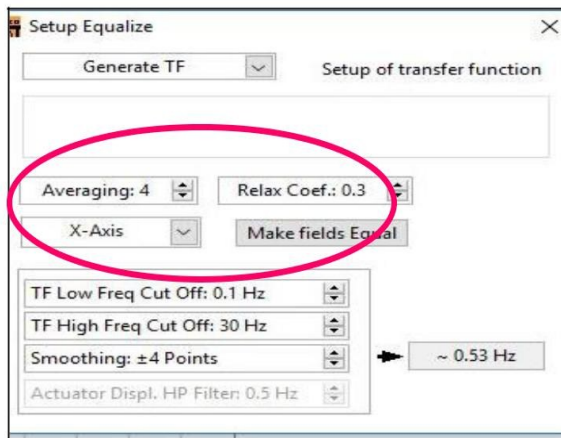 Setup Equalize
Generate TF
Setup of transfer function
Averaging: 4
Relax Coef.: 0.3
X-Axis
Make fields Equal
TF Low Freq Cut Off: 0.1 Hz
TF High Freq Cut Off: 30 Hz
Smoothing: ±4 Points
~ 0.53 Hz
Actuator Displ. HP Filter: 0.5 Hz